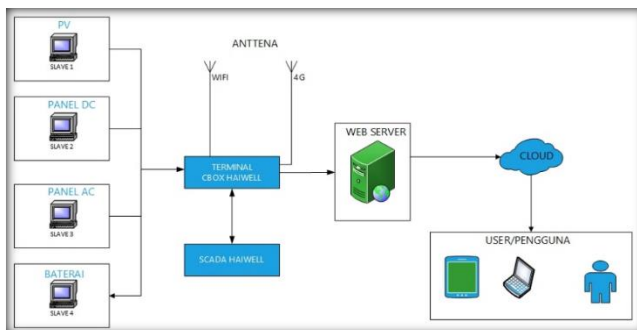 PV
SLAVE 1
PANEL DC
SLAVE 2
PANEL AC
SLAVE 3
BATERAI
SLAVE 4
ANTTENA
WIFI
4G
TERMINAL
CBOX HAIWELL
SCADA HAIWELL
WEB SERVER
CLOUD
USER/PENGGUNA